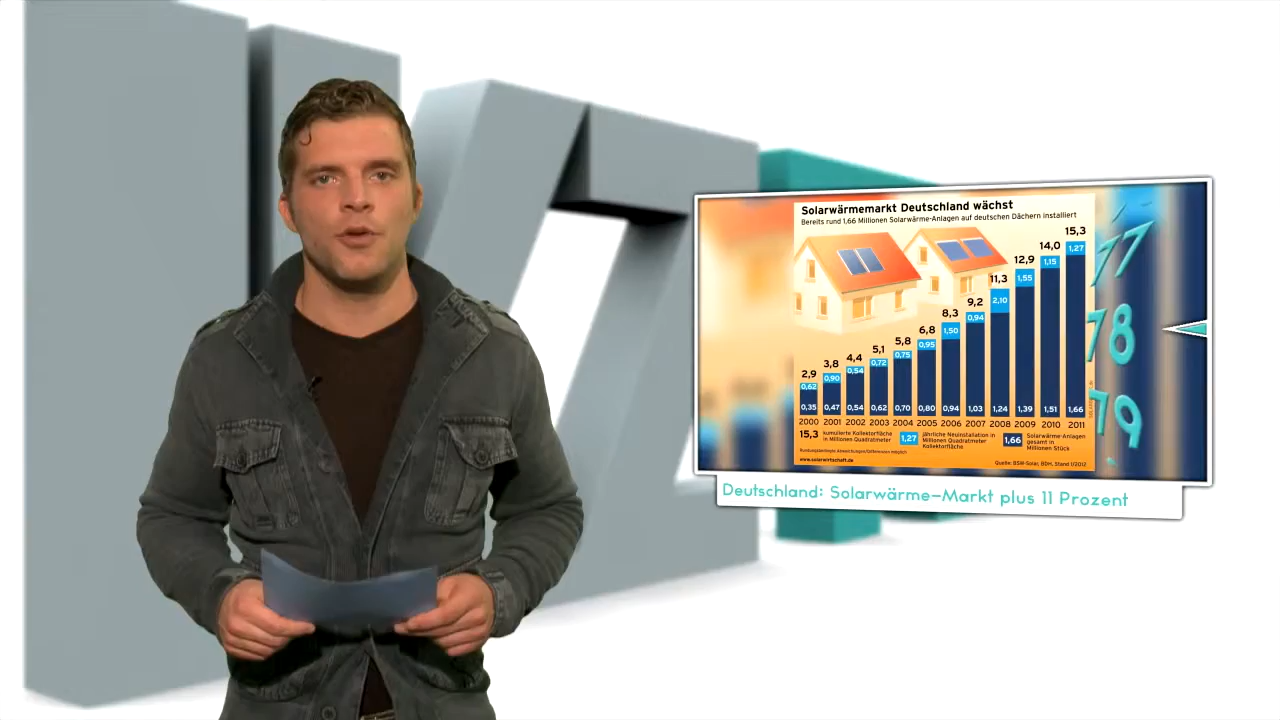 Solarwärmemarkt Deutschland wächst
Bereits rund 1,66 Millionen Solarwärme-Anlagen auf deutschen Dächern installiert
2,9 3,8 4,4 5,1 5,8 6,8 8,3 9,2 11,3 12,9 14,0 15,3
0,62 0,90 0,54 0,72 0,75 0,95 1,50 0,94 2,10 1,55 1,15 1,27
0,35 0,47 0,54 0,62 0,70 0,80 0,94 1,03 1,24 1,39 1,51 1,66
2000 2001 2002 2003 2004 2005 2006 2007 2008 2009 2010 2011
15,3 kumulierte Kollektorfläche
in Millionen Quadratmeter
1,27 jährliche Neuinstallation in
Millionen Quadratmeter
Kollektorfläche
1,66 Solarwärme-Anlagen
gesamt in
Millionen Stück
Rundungsbedingte Abweichungen/Differenzen möglich
www.solarwirtschaft.de
Quelle: BSW-Solar, BDH, Stand 1/2012
77
78
79
Deutschland: Solarwärme-Markt plus 11 Prozent